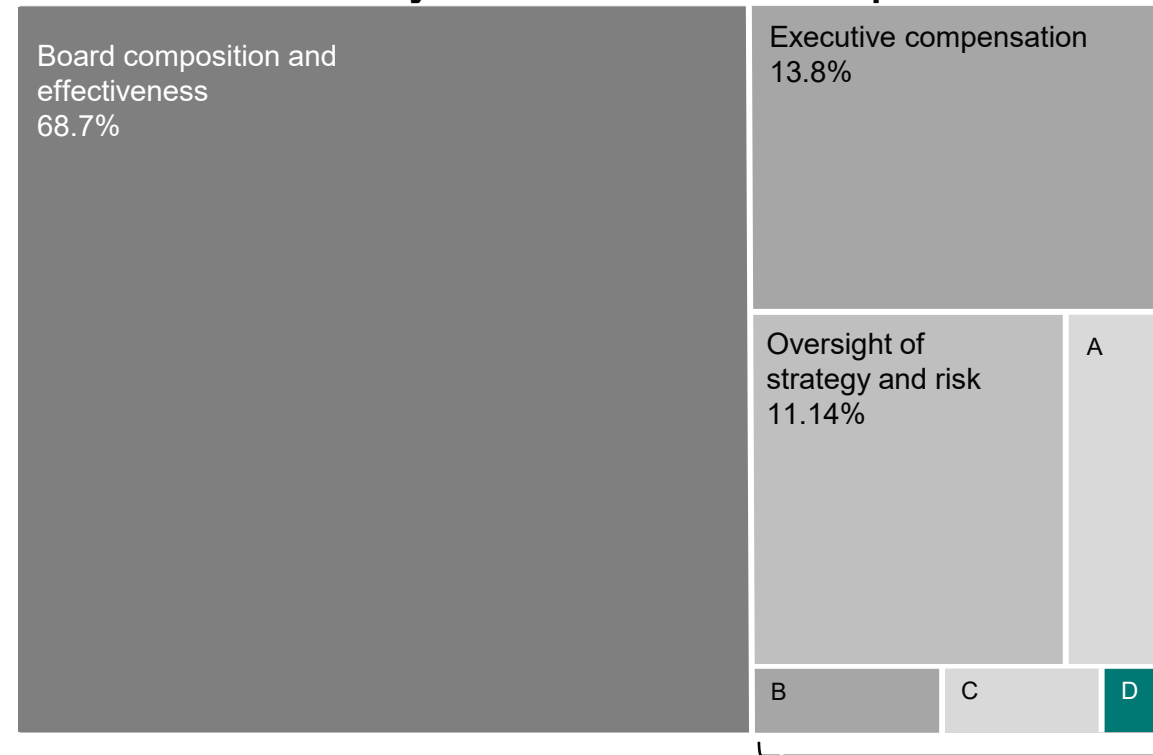 Board composition and
effectiveness
68.7%
Executive compensation
13.8%
Oversight of
strategy and risk
11.14%
A
B
C
D